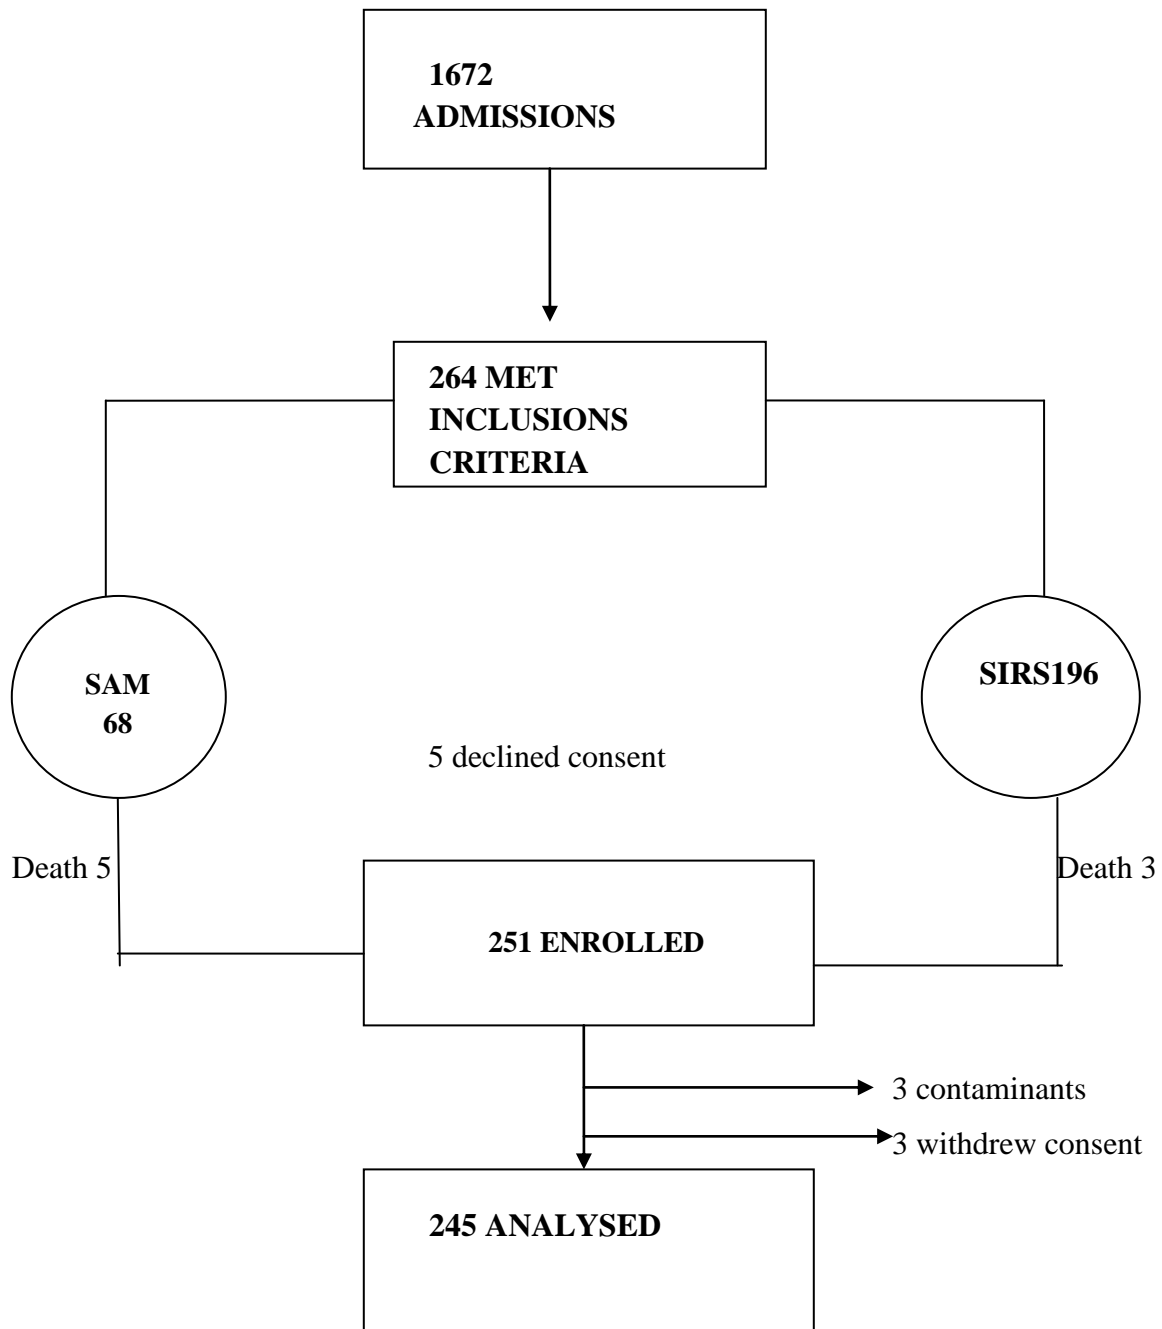 1672
ADMISSIONS
264 MET
INCLUSIONS
CRITERIA
SAM
68
SIRS196
5 declined consent
Death 5
Death 3
251 ENROLLED
3 contaminants
3 withdrew consent
245 ANALYSED